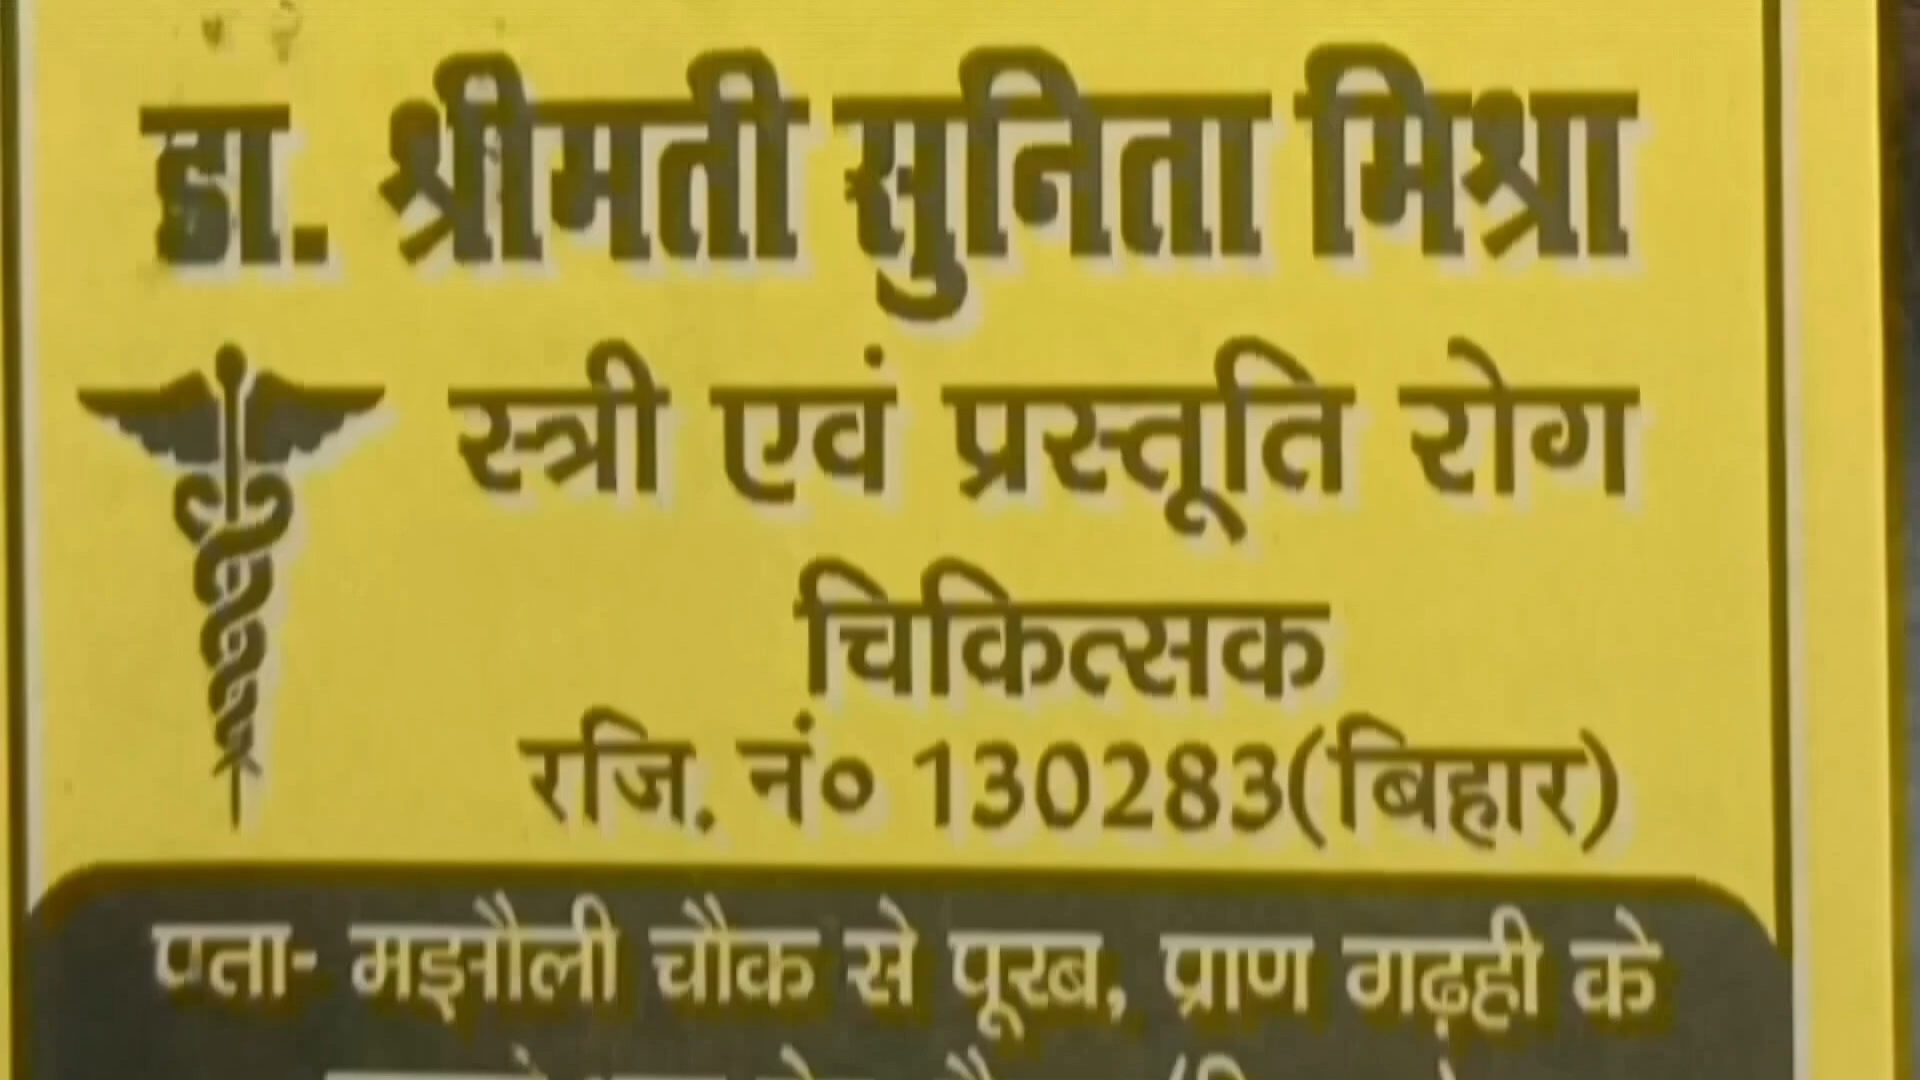 डा. श्रीमती सुनिता मिश्रा
स्त्री एवं प्रस्तूति रोग
चिकित्सक
रजि. नं० 130283(बिहार)
पता- मझौली चौक से पूरब, प्राण गढ़ही के